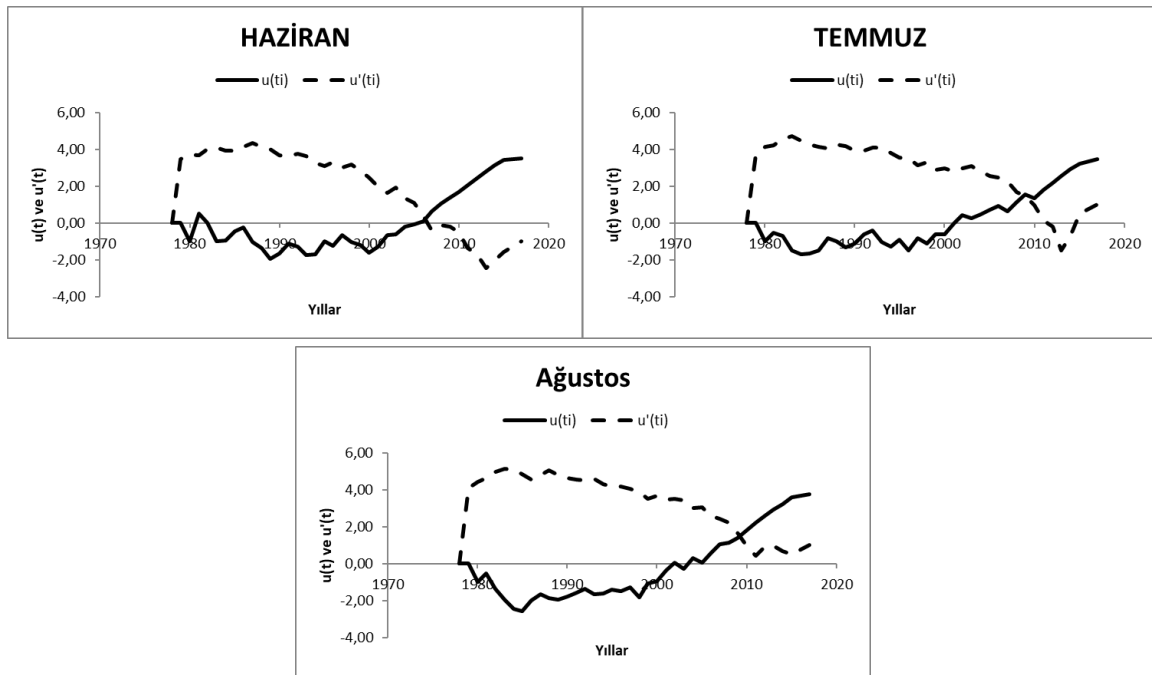 HAZİRAN
u(ti) u'(ti)
u(t) ve u'(t)
6,00
4,00
2,00
0,00
-2,00
-4,00
1970 1980 1990 2000 2010 2020
Yıllar
TEMMUZ
u(ti) u'(ti)
u(t) ve u'(t)
6,00
4,00
2,00
0,00
-2,00
-4,00
1970 1980 1990 2000 2010 2020
Yıllar
Ağustos
u(ti) u'(ti)
u(t) ve u'(t)
6,00
4,00
2,00
0,00
-2,00
-4,00
1970 1980 1990 2000 2010 2020
Yıllar